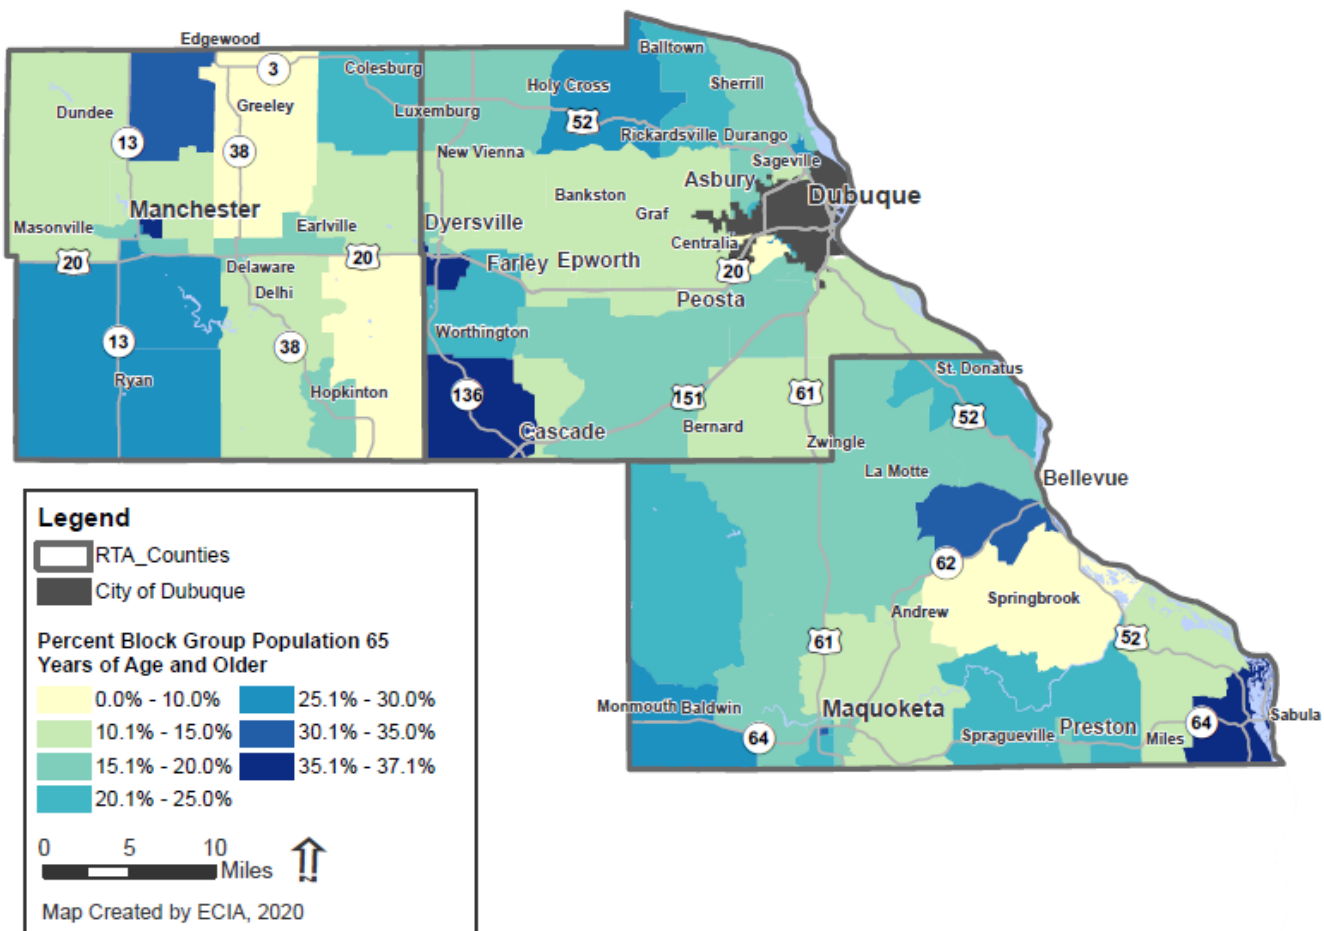 Edgewood
Balltown
3
Colesburg
Holy Cross
Sherrill
Dundee
Greeley
Luxemburg
52
Rickardsville
Durango
13
38
New Vienna
Sageville
Asbury
Bankston
Dubuque
Manchester
Graf
Masonville
Earlville
Dyersville
Centralia
20
Delaware
20
Farley
Epworth
20
Delhi
Peosta
Worthington
13
38
St. Donatus
Ryan
Hopkinton
136
151
61
52
Cascade
Bernard
Zwingle
La Motte
Bellevue
62
Springbrook
Andrew
61
52
Monmouth
Baldwin
Maquoketa
64
Spragueville
Preston
Miles
64
Sabula
Legend
RTA_Counties
City of Dubuque
Percent Block Group Population 65
Years of Age and Older
0.0% - 10.0%
10.1% - 15.0%
15.1% - 20.0%
20.1% - 25.0%
25.1% - 30.0%
30.1% - 35.0%
35.1% - 37.1%
0 5 10
Miles
Map Created by ECIA, 2020